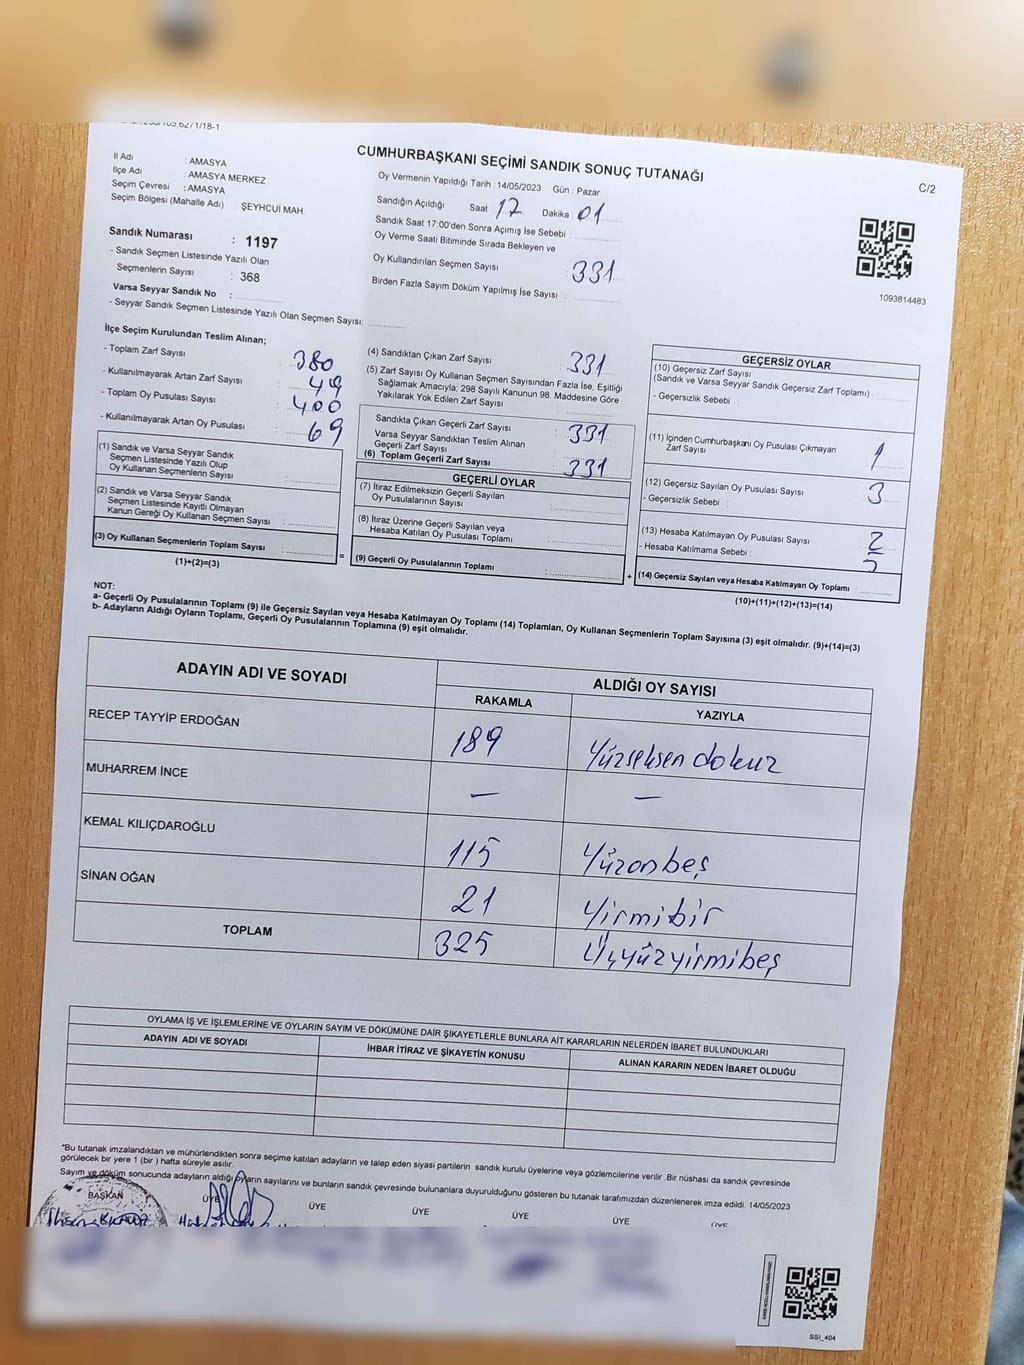 CUMHURBAŞKANI SEÇİMİ SANDIK SONUÇ TUTANAĞI
C/2
İl Adı : AMASYA
İlçe Adı : AMASYA MERKEZ
Seçim Çevresi : AMASYA
Seçim Bölgesi (Mahalle Adı) : ŞEYHCUİ MAH
Sandık Numarası : 1197
- Sandık Seçmen Listesinde Yazılı Olan
Seçmenlerin Sayısı : 368
Varsa Seyyar Sandık No :
- Seyyar Sandık Seçmen Listesinde Yazılı Olan Seçmen Sayısı:
Oy Vermenin Yapıldığı Tarih : 14/05/2023 Gün : Pazar
Sandığın Açıldığı Saat : 17 Dakika : 01
Sandık Saat 17:00'den Sonra Açımış İse Sebebi :
Oy Verme Saati Bitiminde Sırada Bekleyen ve
Oy Kullandırılan Seçmen Sayısı : 331
Birden Fazla Sayım Döküm Yapılmış İse Sayısı :
1093814483
İlçe Seçim Kurulundan Teslim Alınan;
- Toplam Zarf Sayısı : 380
- Kullanılmayarak Artan Zarf Sayısı : 49
- Toplam Oy Pusulası Sayısı : 400
- Kullanılmayarak Artan Oy Pusulası : 69
(1) Sandık ve Varsa Seyyar Sandık
Seçmen Listesinde Yazılı Olup
Oy Kullanan Seçmenlerin Sayısı :
(2) Sandık ve Varsa Seyyar Sandık
Seçmen Listesinde Kayıtlı Olmayan
Kanun Gereği Oy Kullanan Seçmen Sayısı :
(3) Oy Kullanan Seçmenlerin Toplam Sayısı :
(1)+(2)=(3)
=
(4) Sandıktan Çıkan Zarf Sayısı : 331
(5) Zarf Sayısı Oy Kullanan Seçmen Sayısından Fazla İse, Eşitliği
Sağlamak Amacıyla; 298 Sayılı Kanunun 98. Maddesine Göre
Yakılarak Yok Edilen Zarf Sayısı :
Sandıkta Çıkan Geçerli Zarf Sayısı : 331
Varsa Seyyar Sandıktan Teslim Alınan
Geçerli Zarf Sayısı :
(6) Toplam Geçerli Zarf Sayısı : 331
GEÇERLİ OYLAR
(7) İtiraz Edilmeksizin Geçerli Sayılan
Oy Pusulalarının Sayısı :
(8) İtiraz Üzerine Geçerli Sayılan veya
Hesaba Katılan Oy Pusulası Toplamı :
(9) Geçerli Oy Pusulalarının Toplamı :
+
GEÇERSİZ OYLAR
(10) Geçersiz Zarf Sayısı
(Sandık ve Varsa Seyyar Sandık Geçersiz Zarf Toplamı) :
- Geçersizlik Sebebi :
(11) İçinden Cumhurbaşkanı Oy Pusulası Çıkmayan
Zarf Sayısı : 1
(12) Geçersiz Sayılan Oy Pusulası Sayısı : 3
- Geçersizlik Sebebi :
(13) Hesaba Katılmayan Oy Pusulası Sayısı : 2
- Hesaba Katılmama Sebebi :
(14) Geçersiz Sayılan veya Hesaba Katılmayan Oy Toplamı :
(10)+(11)+(12)+(13)=(14)
NOT:
a- Geçerli Oy Pusulalarının Toplamı (9) ile Geçersiz Sayılan veya Hesaba Katılmayan Oy Toplamı (14) Toplamları, Oy Kullanan Seçmenlerin Toplam Sayısına (3) eşit olmalıdır. (9)+(14)=(3)
b- Adayların Aldığı Oyların Toplamı, Geçerli Oy Pusulalarının Toplamına (9) eşit olmalıdır.
ADAYIN ADI VE SOYADI
ALDIĞI OY SAYISI
RAKAMLA YAZIYLA
RECEP TAYYİP ERDOĞAN 189 Yüzseksen dokuz
MUHARREM İNCE — —
KEMAL KILIÇDAROĞLU 115 Yüzonbeş
SİNAN OĞAN 21 Yirmibir
TOPLAM 325 Üçyüzyirmibeş
OYLAMA İŞ VE İŞLEMLERİNE VE OYLARIN SAYIM VE DÖKÜMÜNE DAİR ŞİKAYETLERLE BUNLARA AİT KARARLARIN NELERDEN İBARET BULUNDUKLARI
ADAYIN ADI VE SOYADI
İHBAR İTİRAZ VE ŞİKAYETİN KONUSU
ALINAN KARARIN NEDEN İBARET OLDUĞU
*Bu tutanak imzalandıktan ve mühürlendikten sonra seçime katılan adayların ve talep eden siyasi partilerin sandık kurulu üyelerine veya gözlemcilerine verilir .Bir nüshası da sandık çevresinde
görülecek bir yere 1 (bir ) hafta süreyle asılır.
Sayım ve döküm sonucunda adayların aldığı oyların sayılarını ve bunların sandık çevresinde bulunanlara duyurulduğunu gösteren bu tutanak tarafımızdan düzenlenerek imza edildi. 14/05/2023
BAŞKAN ÜYE ÜYE ÜYE ÜYE ÜYE ÜYE
SSİ_404